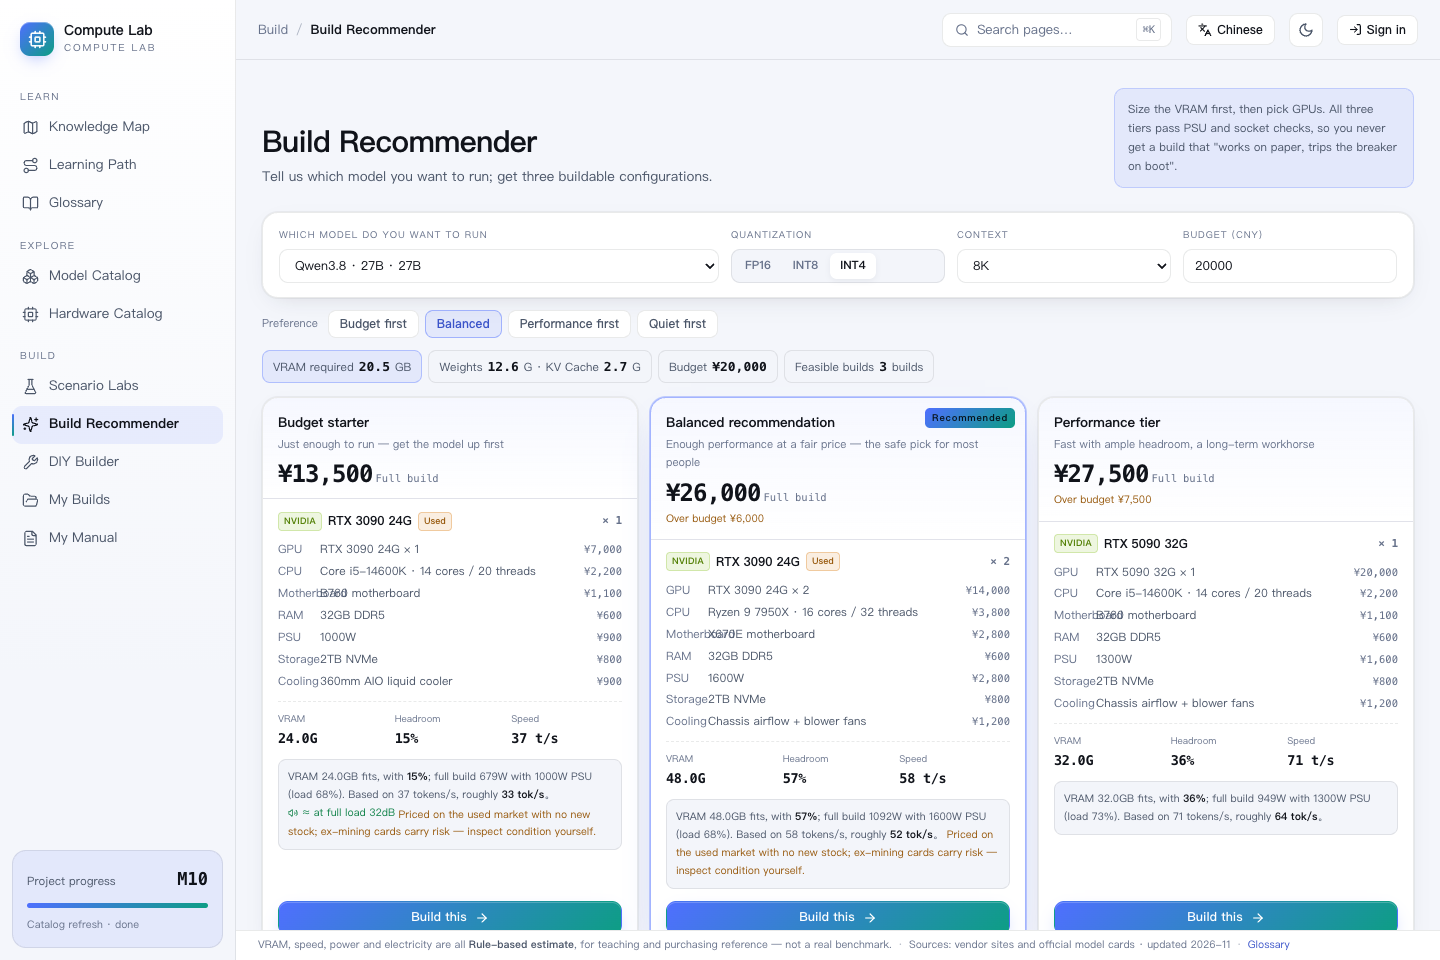 Compute Lab
COMPUTE LAB
LEARN
Knowledge Map
Learning Path
Glossary
EXPLORE
Model Catalog
Hardware Catalog
BUILD
Scenario Labs
Build Recommender
DIY Builder
My Builds
My Manual
Project progress M10
Catalog refresh · done
Build / Build Recommender
Search pages... ⌘K
Chinese
Sign in
Build Recommender
Tell us which model you want to run; get three buildable configurations.
Size the VRAM first, then pick GPUs. All three
tiers pass PSU and socket checks, so you never
get a build that "works on paper, trips the breaker
on boot".
WHICH MODEL DO YOU WANT TO RUN
Qwen3.8 · 27B · 27B
QUANTIZATION
FP16 INT8 INT4
CONTEXT
8K
BUDGET (CNY)
20000
Preference Budget first Balanced Performance first Quiet first
VRAM required 20.5 GB
Weights 12.6 G · KV Cache 2.7 G
Budget ¥20,000
Feasible builds 3 builds
Budget starter
Just enough to run — get the model up first
¥13,500 Full build
NVIDIA RTX 3090 24G Used × 1
GPU RTX 3090 24G × 1 ¥7,000
CPU Core i5-14600K · 14 cores / 20 threads ¥2,200
Motherboard B760 motherboard ¥1,100
RAM 32GB DDR5 ¥600
PSU 1000W ¥900
Storage 2TB NVMe ¥800
Cooling 360mm AIO liquid cooler ¥900
VRAM Headroom Speed
24.0G 15% 37 t/s
VRAM 24.0GB fits, with 15%; full build 679W with 1000W PSU
(load 68%). Based on 37 tokens/s, roughly 33 tok/s。
≈ at full load 32dB Priced on the used market with no new
stock; ex-mining cards carry risk — inspect condition yourself.
Build this →
Balanced recommendation
Recommended
Enough performance at a fair price — the safe pick for most
people
¥26,000 Full build
Over budget ¥6,000
NVIDIA RTX 3090 24G Used × 2
GPU RTX 3090 24G × 2 ¥14,000
CPU Ryzen 9 7950X · 16 cores / 32 threads ¥3,800
Motherboard X670E motherboard ¥2,800
RAM 32GB DDR5 ¥600
PSU 1600W ¥2,800
Storage 2TB NVMe ¥800
Cooling Chassis airflow + blower fans ¥1,200
VRAM Headroom Speed
48.0G 57% 58 t/s
VRAM 48.0GB fits, with 57%; full build 1092W with 1600W PSU
(load 68%). Based on 58 tokens/s, roughly 52 tok/s。 Priced on
the used market with no new stock; ex-mining cards carry risk —
inspect condition yourself.
Build this →
Performance tier
Fast with ample headroom, a long-term workhorse
¥27,500 Full build
Over budget ¥7,500
NVIDIA RTX 5090 32G × 1
GPU RTX 5090 32G × 1 ¥20,000
CPU Core i5-14600K · 14 cores / 20 threads ¥2,200
Motherboard B760 motherboard ¥1,100
RAM 32GB DDR5 ¥600
PSU 1300W ¥1,600
Storage 2TB NVMe ¥800
Cooling Chassis airflow + blower fans ¥1,200
VRAM Headroom Speed
32.0G 36% 71 t/s
VRAM 32.0GB fits, with 36%; full build 949W with 1300W PSU
(load 73%). Based on 71 tokens/s, roughly 64 tok/s。
Build this →
VRAM, speed, power and electricity are all Rule-based estimate, for teaching and purchasing reference — not a real benchmark. · Sources: vendor sites and official model cards · updated 2026-11 · Glossary